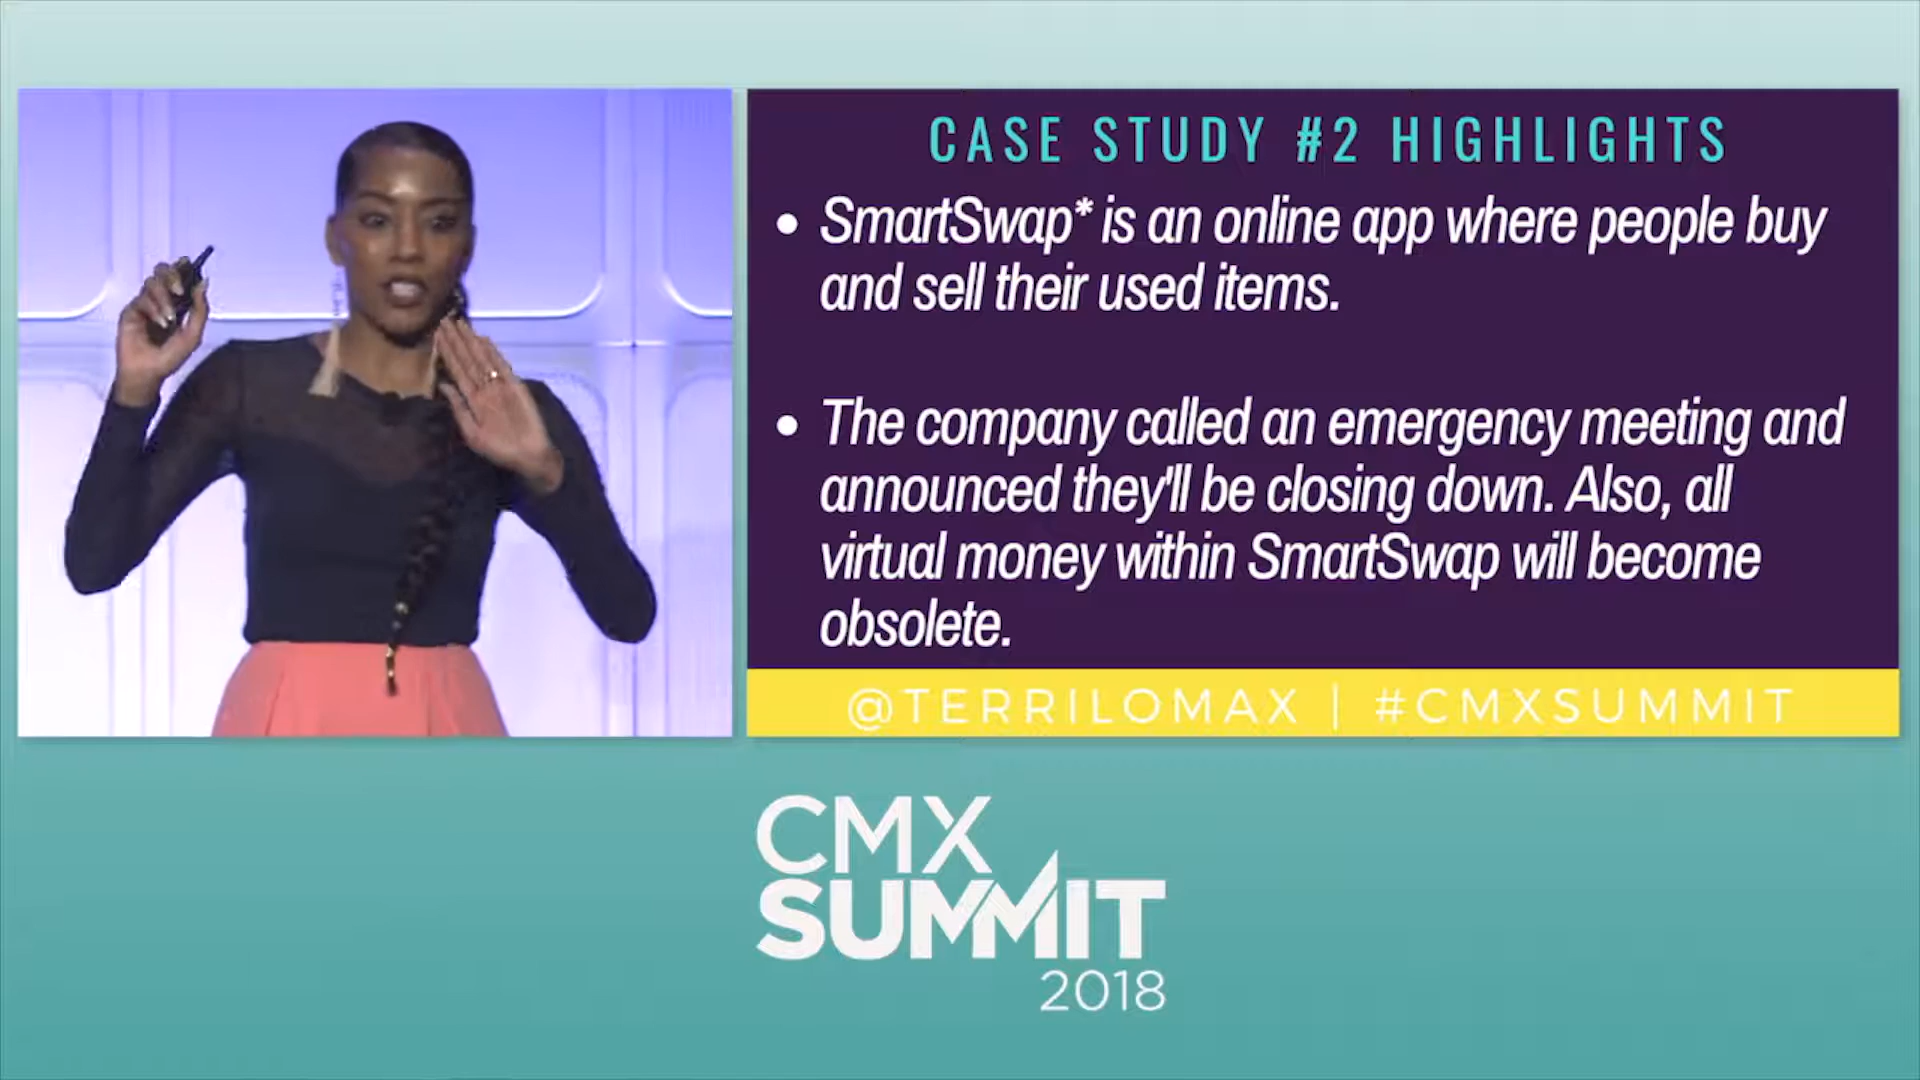 CASE STUDY #2 HIGHLIGHTS
• SmartSwap* is an online app where people buy
and sell their used items.
• The company called an emergency meeting and
announced they'll be closing down. Also, all
virtual money within SmartSwap will become
obsolete.
@TERRILOMAX | #CMXSUMMIT
CMX
SUMMIT
2018